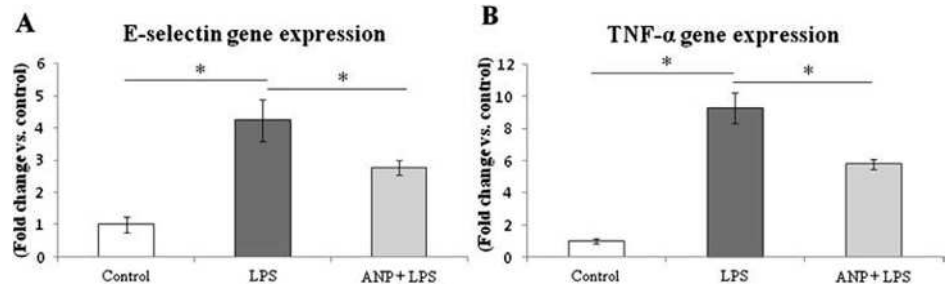 A
E-selectin gene expression
(Fold change vs. control)
6
5
4
3
2
1
0
*
*
Control
LPS
ANP+LPS
B
TNF-α gene expression
(Fold change vs. control)
12
10
8
6
4
2
0
*
*
Control
LPS
ANP+LPS